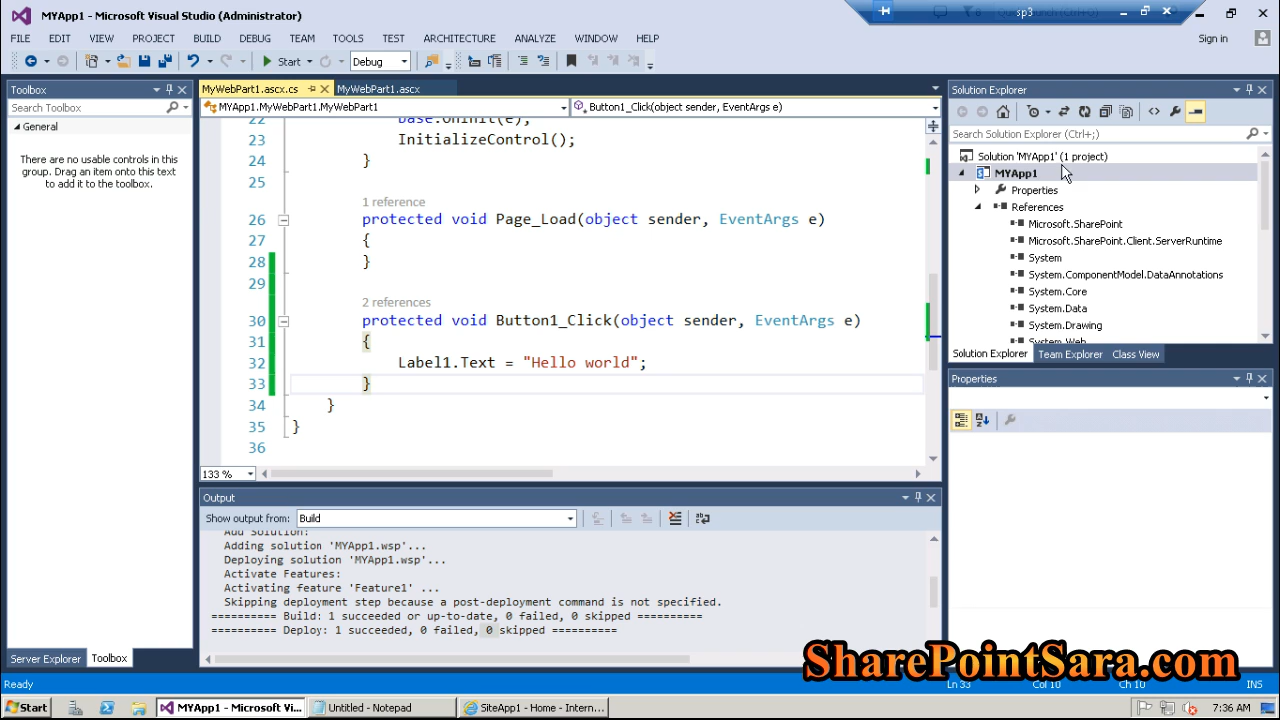 MYApp1 - Microsoft Visual Studio (Administrator)
sp3
FILE EDIT VIEW PROJECT BUILD DEBUG TEAM TOOLS TEST ARCHITECTURE ANALYZE WINDOW HELP
Sign in
Start Debug
Toolbox
Search Toolbox
General
There are no usable controls in this
group. Drag an item onto this text
to add it to the toolbox.
Server Explorer Toolbox
MyWebPart1.ascx.cs MyWebPart1.ascx
MYApp1.MyWebPart1.MyWebPart1 Button1_Click(object sender, EventArgs e)
22 base.OnInit(e);
23 InitializeControl();
24 }
25
1 reference
26 protected void Page_Load(object sender, EventArgs e)
27 {
28 }
29
2 references
30 protected void Button1_Click(object sender, EventArgs e)
31 {
32 Label1.Text = "Hello world";
33 }
34 }
35 }
36
133 %
Output
Show output from: Build
Add Solution:
Adding solution 'MYApp1.wsp'...
Deploying solution 'MYApp1.wsp'...
Activate Features:
Activating feature 'Feature1' ...
Skipping deployment step because a post-deployment command is not specified.
========== Build: 1 succeeded or up-to-date, 0 failed, 0 skipped ==========
========== Deploy: 1 succeeded, 0 failed, 0 skipped ==========
Solution Explorer
Search Solution Explorer (Ctrl+;)
Solution 'MYApp1' (1 project)
MYApp1
Properties
References
Microsoft.SharePoint
Microsoft.SharePoint.Client.ServerRuntime
System
System.ComponentModel.DataAnnotations
System.Core
System.Data
System.Drawing
System.Web
Solution Explorer Team Explorer Class View
Properties
SharePointSara.com
Ready Ln 33 Col 10 Ch 10 INS
Start MYApp1 - Microsoft Vi... Untitled - Notepad SiteApp1 - Home - Intern... 7:36 AM